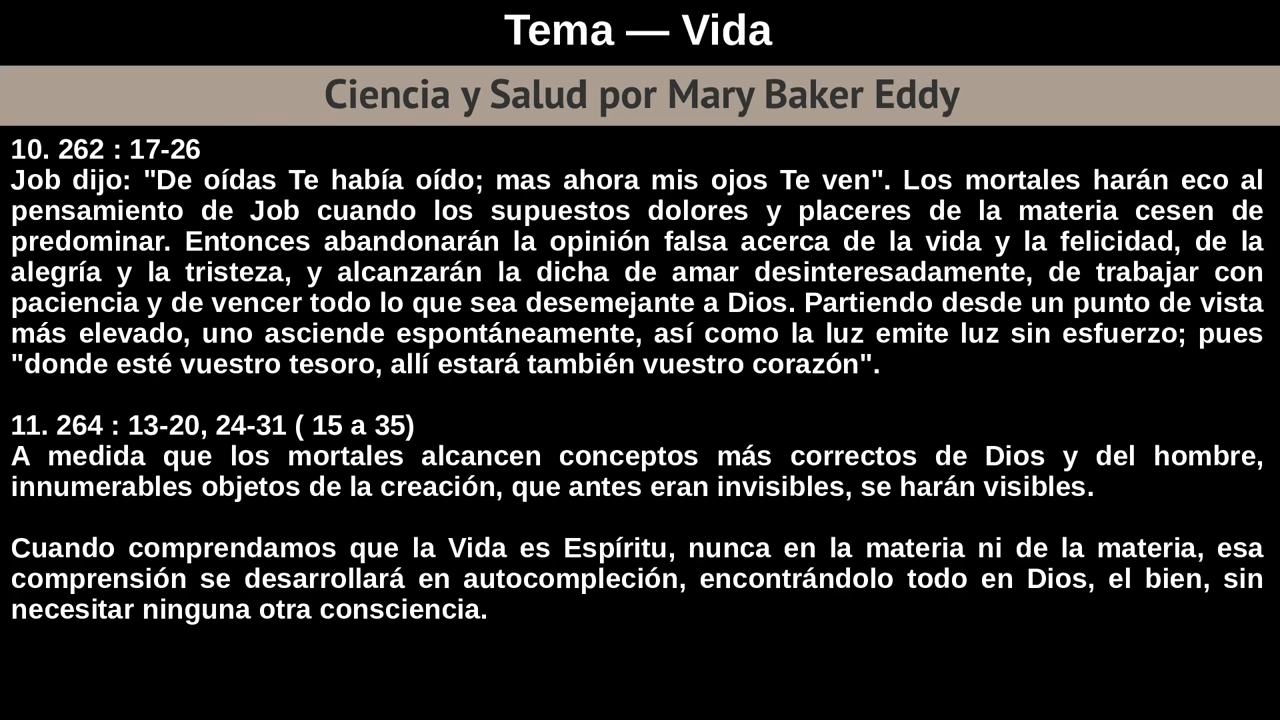 Tema — Vida
Ciencia y Salud por Mary Baker Eddy
10. 262 : 17-26
Job dijo: "De oídas Te había oído; mas ahora mis ojos Te ven". Los mortales harán eco al
pensamiento de Job cuando los supuestos dolores y placeres de la materia cesen de
predominar. Entonces abandonarán la opinión falsa acerca de la vida y la felicidad, de la
alegría y la tristeza, y alcanzarán la dicha de amar desinteresadamente, de trabajar con
paciencia y de vencer todo lo que sea desemejante a Dios. Partiendo desde un punto de vista
más elevado, uno asciende espontáneamente, así como la luz emite luz sin esfuerzo; pues
"donde esté vuestro tesoro, allí estará también vuestro corazón".
11. 264 : 13-20, 24-31 ( 15 a 35)
A medida que los mortales alcancen conceptos más correctos de Dios y del hombre,
innumerables objetos de la creación, que antes eran invisibles, se harán visibles.
Cuando comprendamos que la Vida es Espíritu, nunca en la materia ni de la materia, esa
comprensión se desarrollará en autocompleción, encontrándolo todo en Dios, el bien, sin
necesitar ninguna otra consciencia.